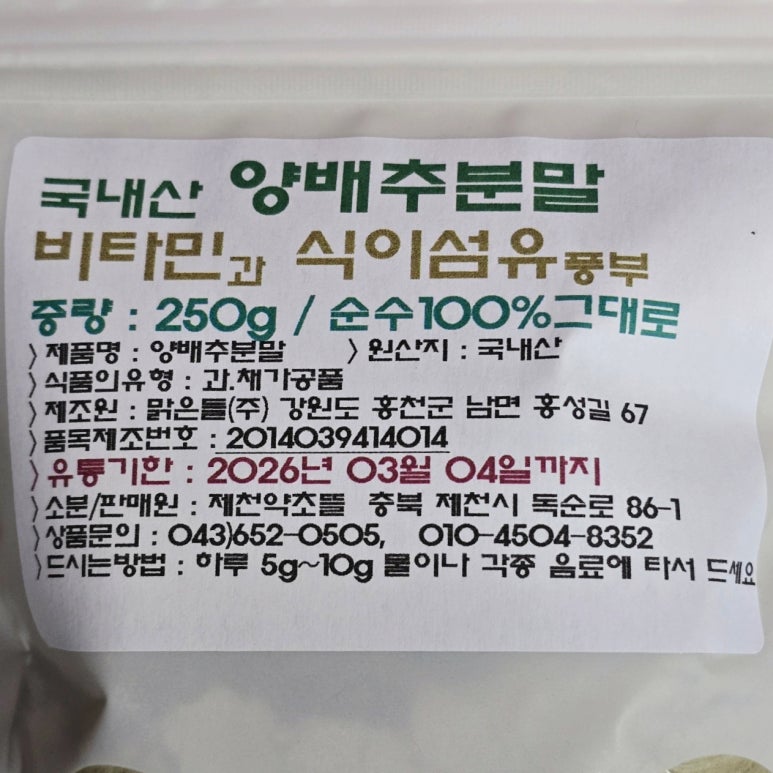 국내산 양배추분말
비타민과 식이섬유풍부
중량 : 250g / 순수100%그대로
〉제품명 : 양배추분말 〉원산지 : 국내산
〉식품의유형 : 과.채가공품
〉제조원 : 맑은들(주) 강원도 홍천군 남면 홍성길 67
〉품목제조번호 : 2014039414014
〉유통기한 : 2026년 03월 04일까지
〉소분/판매원 : 제천약초뜰 충북 제천시 독순로 86-1
〉상품문의 : 043)652-0505, 010-4504-8352
〉드시는방법 : 하루 5g~10g 물이나 각종 음료에 타서 드세요